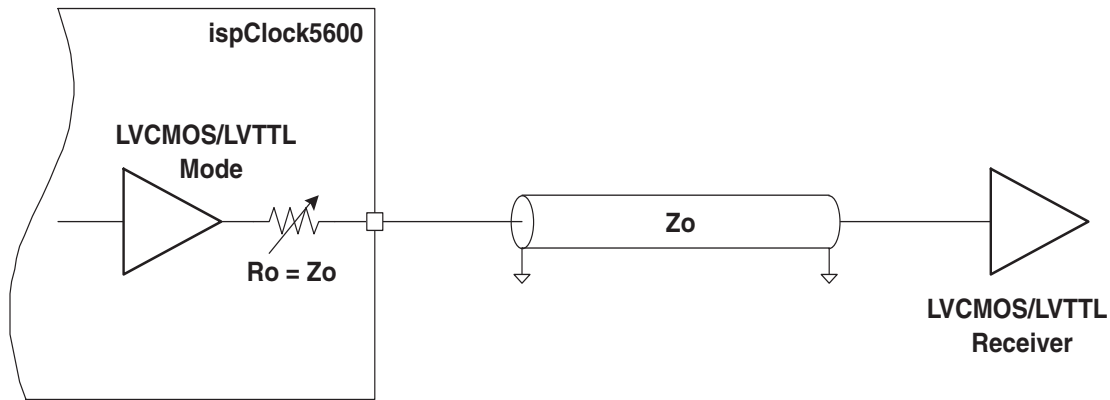 ispClock5600
LVCMOS/LVTTL
Mode
Ro = Zo
Zo
LVCMOS/LVTTL
Receiver